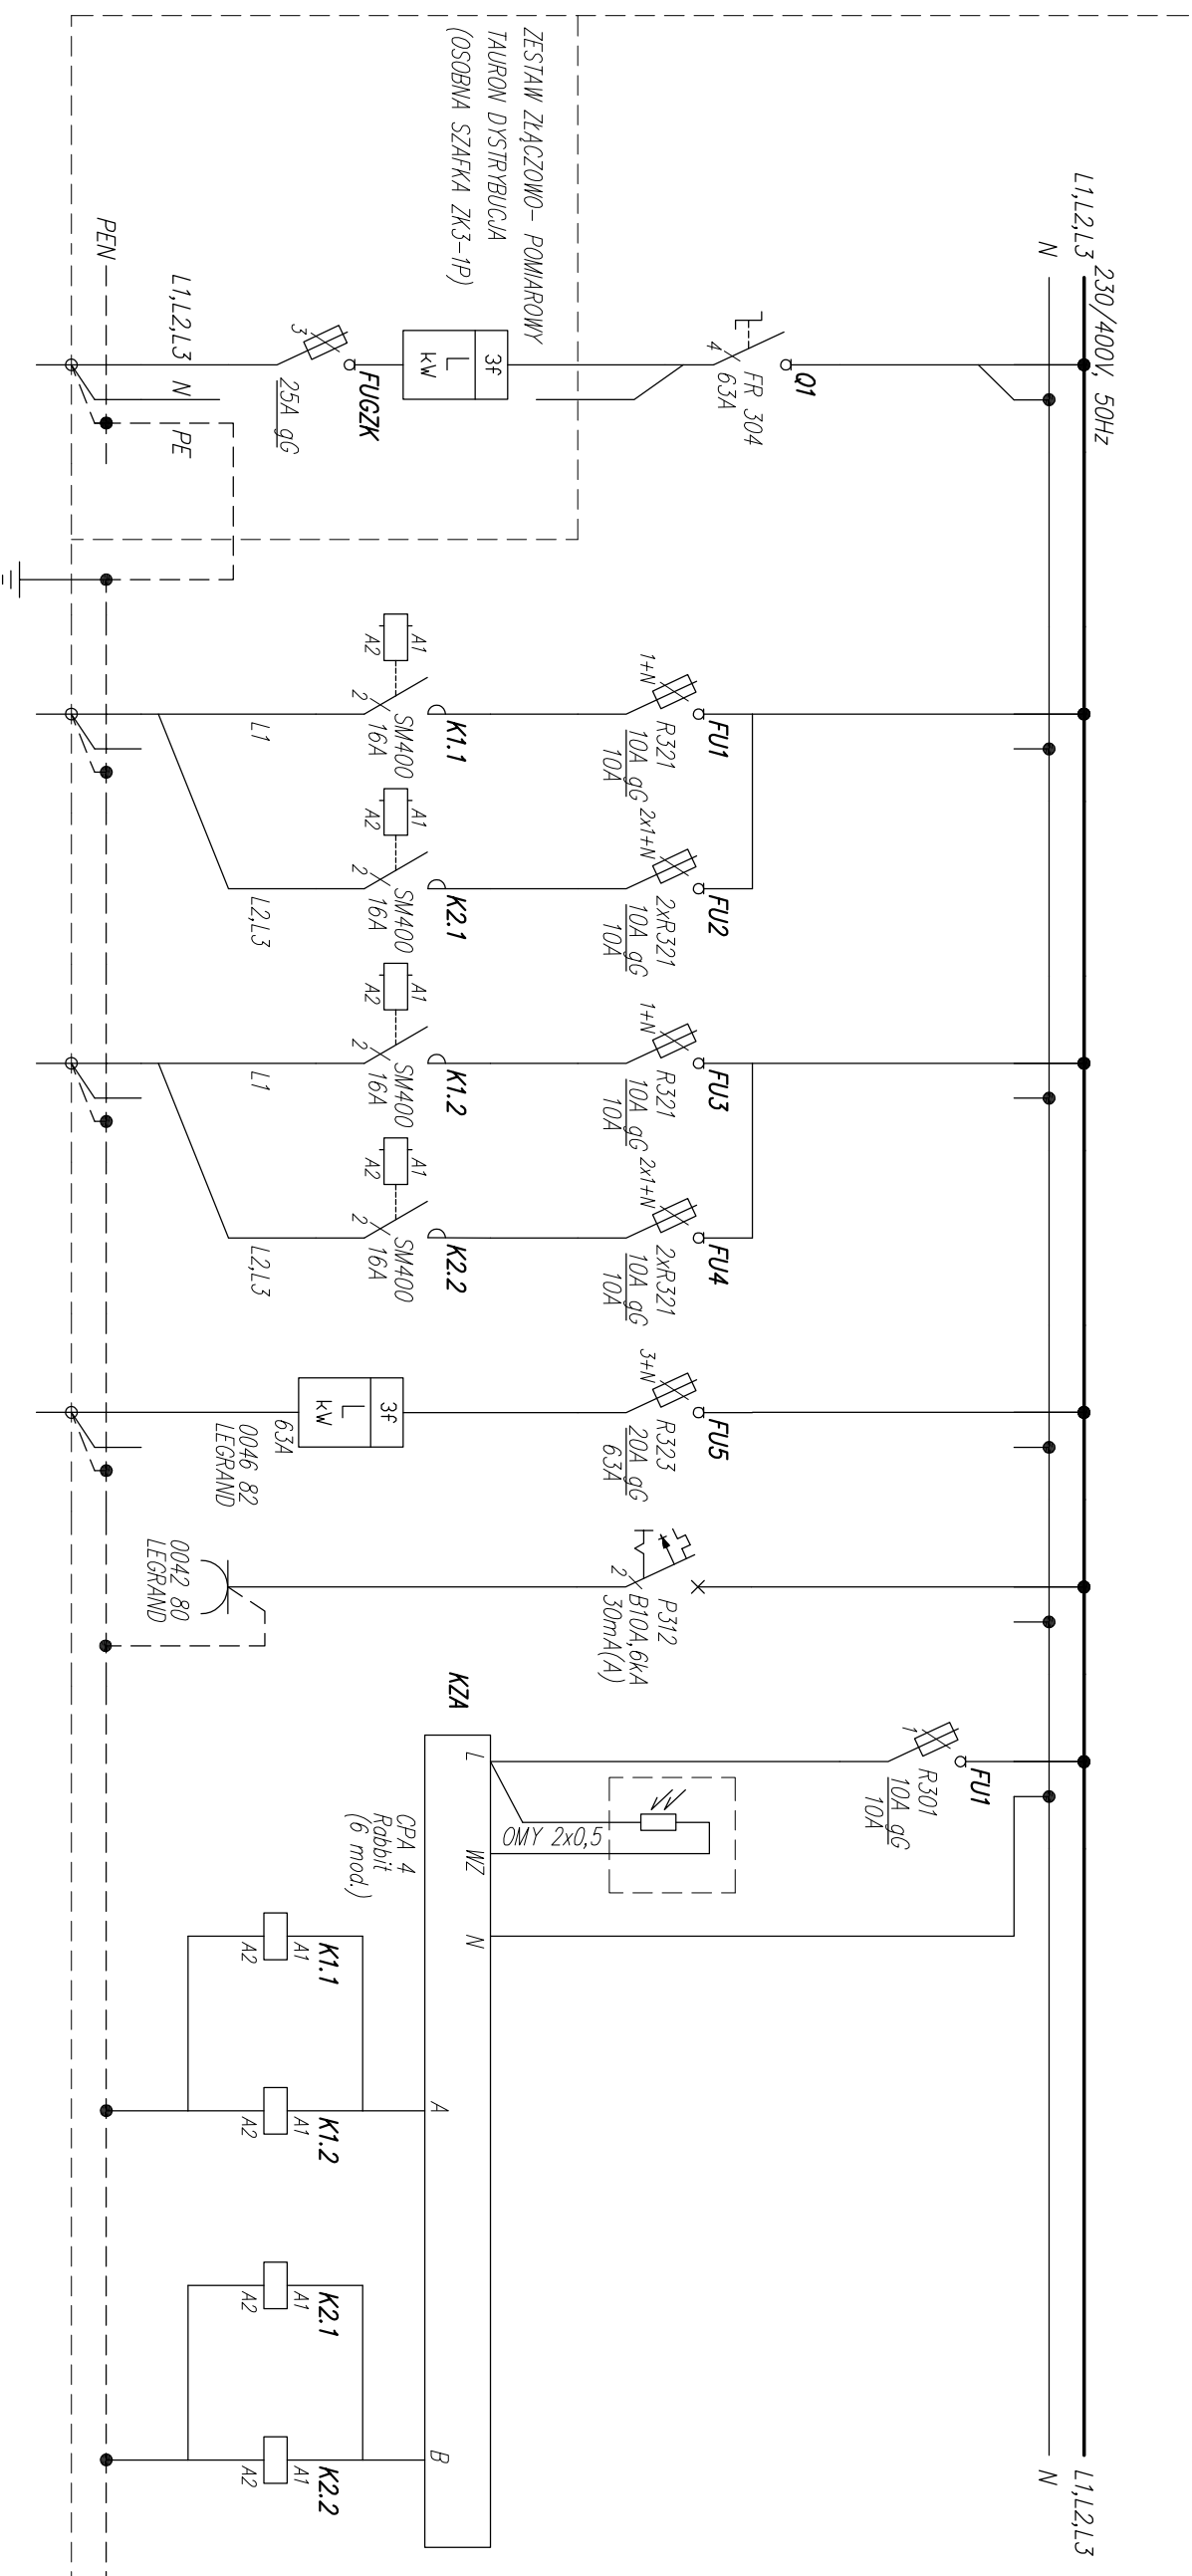 L1,L2,L3
230/400V, 50Hz
N
ZESTAW ZŁĄCZOWO- POMIAROWY
TAURON DYSTRYBUCJA
(OSOBNA SZAFKA ZK3-1P)
Q1
FR 304
63A
4
3f
L
kW
FUGZK
3
25A gG
L1,L2,L3
N
PE
PEN
FU1
1+N
R321
10A gG
10A
FU2
2x1+N
2xR321
10A gG
10A
K1.1
SM400
16A
2
A1
A2
K2.1
SM400
16A
2
A1
A2
L1
L2,L3
FU3
1+N
R321
10A gG
10A
FU4
2x1+N
2xR321
10A gG
10A
K1.2
SM400
16A
2
A1
A2
K2.2
SM400
16A
2
A1
A2
L1
L2,L3
FU5
3+N
R323
20A gG
63A
3f
L
kW
63A
0046 82
LEGRAND
P312
B10A,6kA
30mA(A)
2
0042 80
LEGRAND
FU1
1
R301
10A gG
10A
OMY 2x0,5
KZA
L
WZ
N
A
B
CPA 4
Rabbit
(6 mod.)
K1.1
A1
A2
K1.2
A1
A2
K2.1
A1
A2
K2.2
A1
A2
L1,L2,L3
N